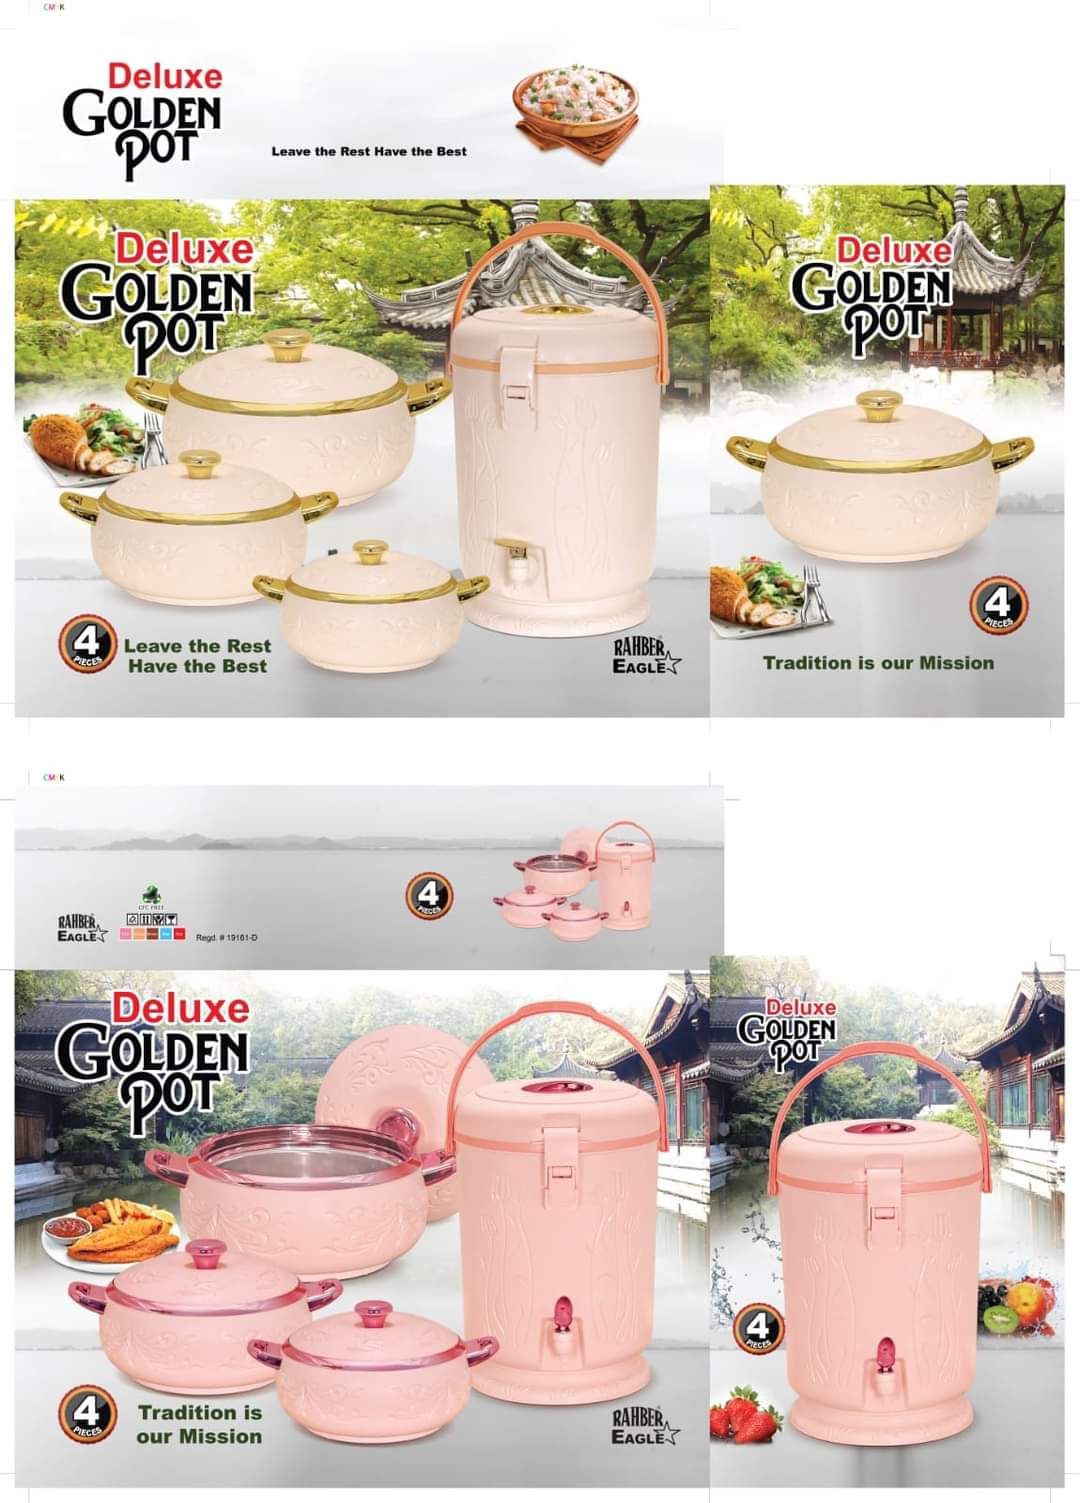 CMYK
Deluxe
GOLDEN
POT
Leave the Rest Have the Best
Deluxe
GOLDEN
POT
4
PIECES
Leave the Rest
Have the Best
RAHBER
EAGLE
Deluxe
GOLDEN
POT
4
PIECES
Tradition is our Mission
CMYK
4
PIECES
RAHBER
EAGLE
CFC FREE
Regd. # 19161-D
Deluxe
GOLDEN
POT
4
PIECES
Tradition is
our Mission
RAHBER
EAGLE
Deluxe
GOLDEN
POT
4
PIECES